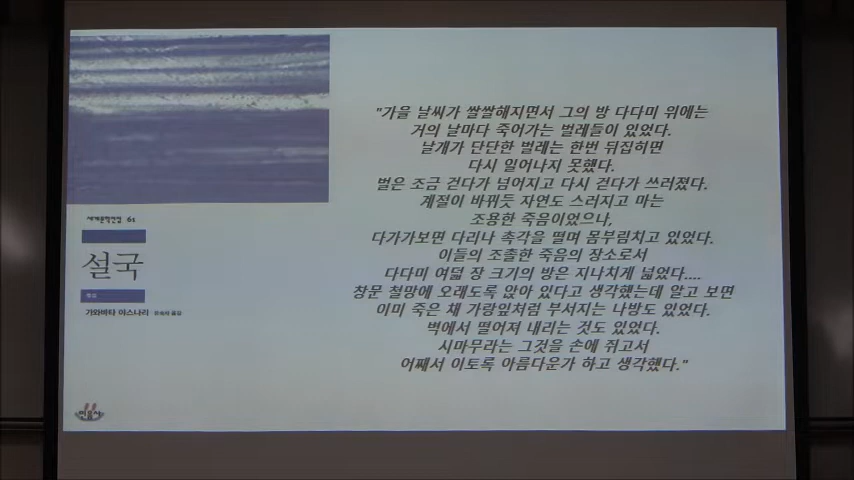 세계문학전집 61
설국
가와바타 야스나리
민음사
"가을 날씨가 쌀쌀해지면서 그의 방 다다미 위에는
거의 날마다 죽어가는 벌레들이 있었다.
날개가 단단한 벌레는 한번 뒤집히면
다시 일어나지 못했다.
벌은 조금 걷다가 넘어지고 다시 걷다가 쓰러졌다.
계절이 바뀌듯 자연도 스러지고 마는
조용한 죽음이었으나,
다가가보면 다리나 촉각을 떨며 몸부림치고 있었다.
이들의 조촐한 죽음의 장소로서
다다미 여덟 장 크기의 방은 지나치게 넓었다....
창문 철망에 오래도록 앉아 있다고 생각했는데 알고 보면
이미 죽은 채 가랑잎처럼 부서지는 나방도 있었다.
벽에서 떨어져 내리는 것도 있었다.
시마무라는 그것을 손에 쥐고서
어째서 이토록 아름다운가 하고 생각했다."